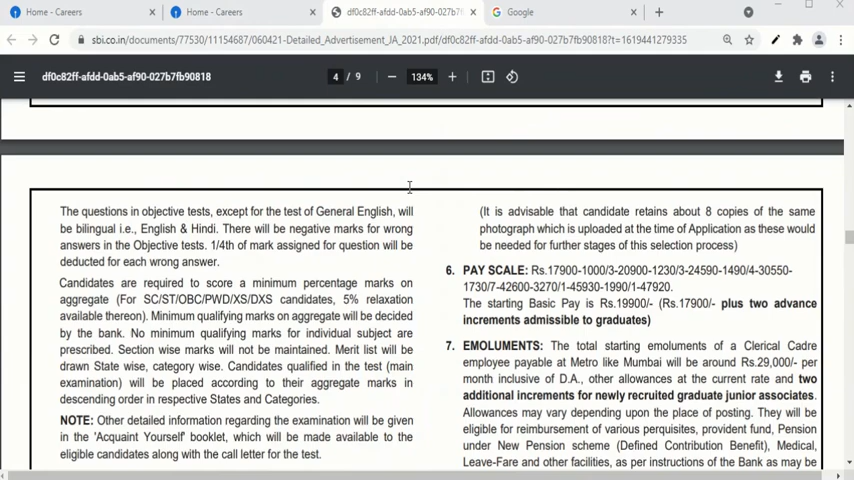 Home - Careers
Home - Careers
df0c82ff-afdd-0ab5-af90-027b7fb9
Google
sbi.co.in/documents/77530/11154687/060421-Detailed_Advertisement_JA_2021.pdf/df0c82ff-afdd-0ab5-af90-027b7fb90818?t=1619441279335
df0c82ff-afdd-0ab5-af90-027b7fb90818
4 / 9
134%
The questions in objective tests, except for the test of General English, will
be bilingual i.e., English & Hindi. There will be negative marks for wrong
answers in the Objective tests. 1/4th of mark assigned for question will be
deducted for each wrong answer.
Candidates are required to score a minimum percentage marks on
aggregate (For SC/ST/OBC/PWD/XS/DXS candidates, 5% relaxation
available thereon). Minimum qualifying marks on aggregate will be decided
by the bank. No minimum qualifying marks for individual subject are
prescribed. Section wise marks will not be maintained. Merit list will be
drawn State wise, category wise. Candidates qualified in the test (main
examination) will be placed according to their aggregate marks in
descending order in respective States and Categories.
NOTE: Other detailed information regarding the examination will be given
in the 'Acquaint Yourself' booklet, which will be made available to the
eligible candidates along with the call letter for the test.
(It is advisable that candidate retains about 8 copies of the same
photograph which is uploaded at the time of Application as these would
be needed for further stages of this selection process)
6. PAY SCALE: Rs.17900-1000/3-20900-1230/3-24590-1490/4-30550-
1730/7-42600-3270/1-45930-1990/1-47920.
The starting Basic Pay is Rs.19900/- (Rs.17900/- plus two advance
increments admissible to graduates)
7. EMOLUMENTS: The total starting emoluments of a Clerical Cadre
employee payable at Metro like Mumbai will be around Rs.29,000/- per
month inclusive of D.A., other allowances at the current rate and two
additional increments for newly recruited graduate junior associates.
Allowances may vary depending upon the place of posting. They will be
eligible for reimbursement of various perquisites, provident fund, Pension
under New Pension scheme (Defined Contribution Benefit), Medical,
Leave-Fare and other facilities, as per instructions of the Bank as may be